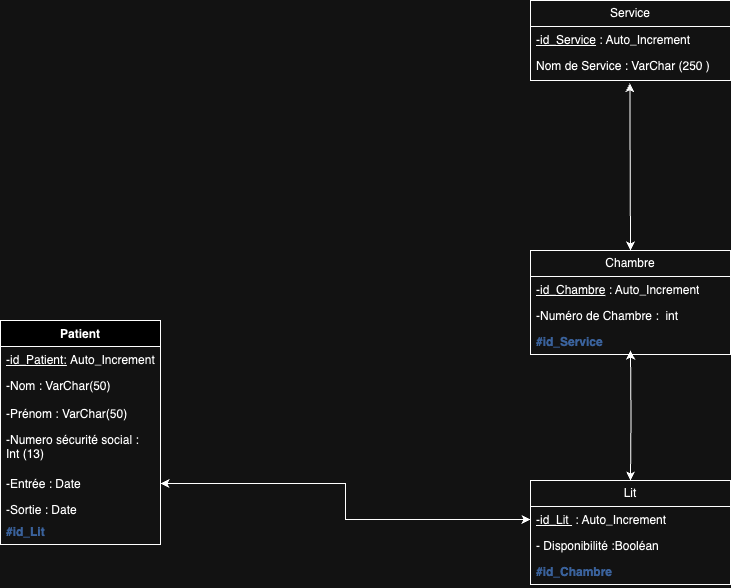 Service
-id_Service : Auto_Increment
Nom de Service : VarChar (250 )
Chambre
-id_Chambre : Auto_Increment
-Numéro de Chambre : int
#id_Service
Patient
-id_Patient: Auto_Increment
-Nom : VarChar(50)
-Prénom : VarChar(50)
-Numero sécurité social :
Int (13)
-Entrée : Date
-Sortie : Date
#id_Lit
Lit
-id_Lit : Auto_Increment
- Disponibilité :Booléan
#id_Chambre